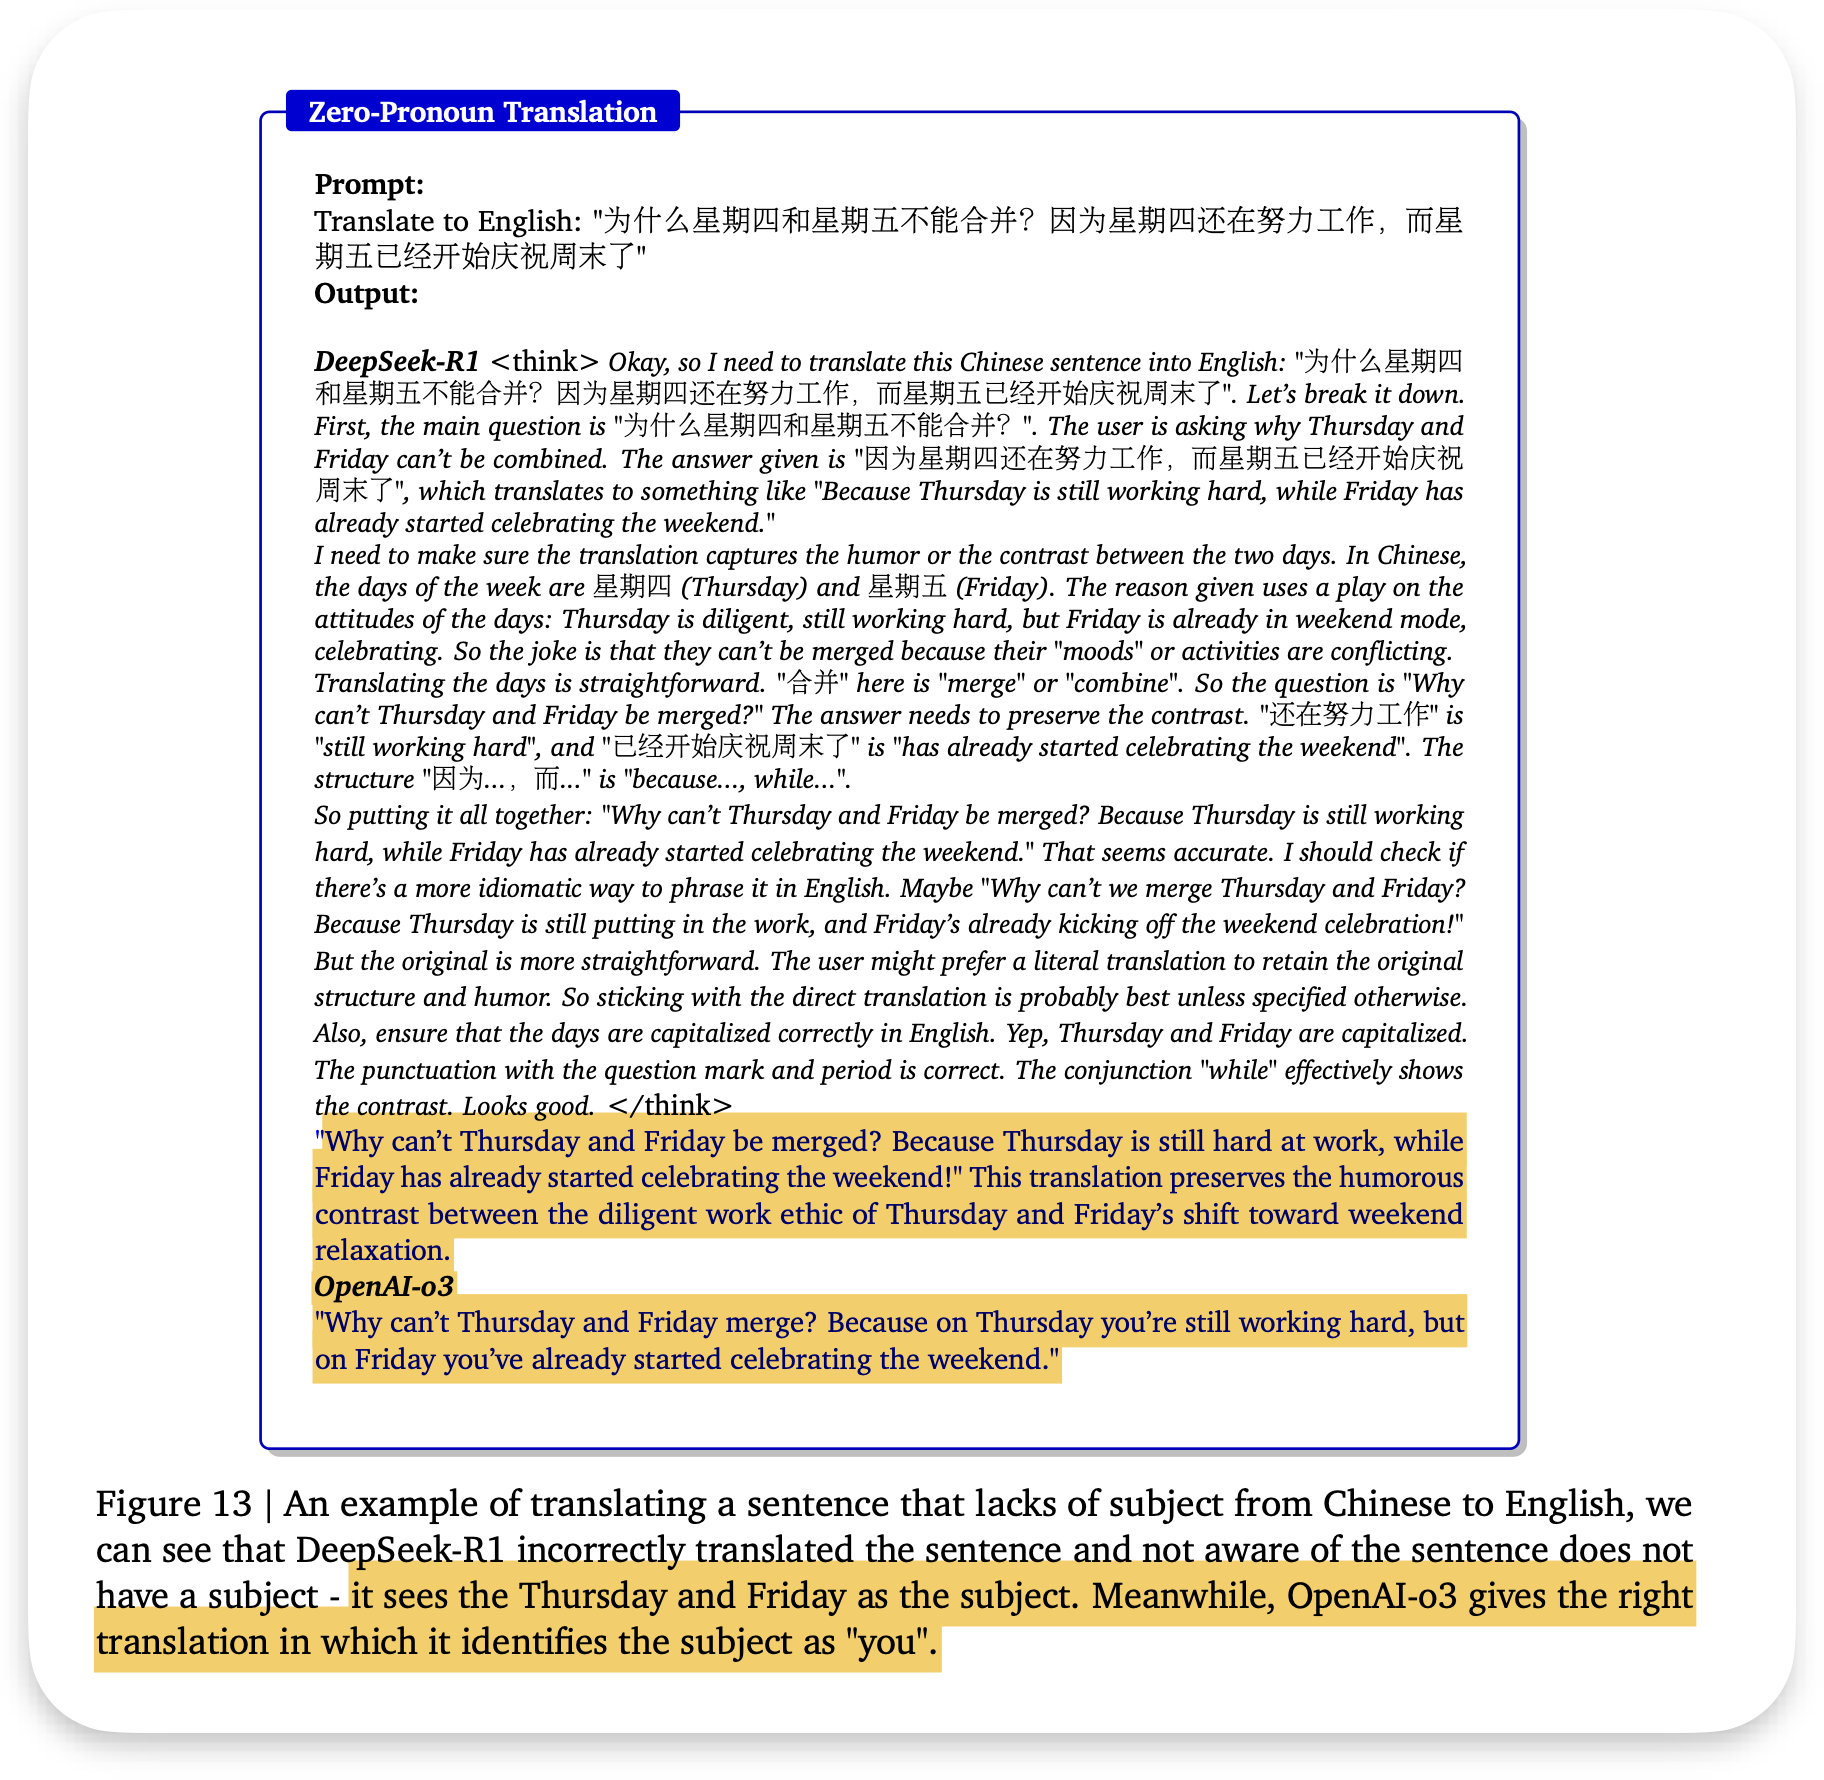 Zero-Pronoun Translation
Prompt:
Translate to English: "为什么星期四和星期五不能合并？因为星期四还在努力工作，而星
期五已经开始庆祝周末了"
Output:
DeepSeek-R1 <think> Okay, so I need to translate this Chinese sentence into English: "为什么星期四
和星期五不能合并？因为星期四还在努力工作，而星期五已经开始庆祝周末了". Let’s break it down.
First, the main question is "为什么星期四和星期五不能合并？". The user is asking why Thursday and
Friday can’t be combined. The answer given is "因为星期四还在努力工作，而星期五已经开始庆祝
周末了", which translates to something like "Because Thursday is still working hard, while Friday has
already started celebrating the weekend."
I need to make sure the translation captures the humor or the contrast between the two days. In Chinese,
the days of the week are 星期四 (Thursday) and 星期五 (Friday). The reason given uses a play on the
attitudes of the days: Thursday is diligent, still working hard, but Friday is already in weekend mode,
celebrating. So the joke is that they can’t be merged because their "moods" or activities are conflicting.
Translating the days is straightforward. "合并" here is "merge" or "combine". So the question is "Why
can’t Thursday and Friday be merged?" The answer needs to preserve the contrast. "还在努力工作" is
"still working hard", and "已经开始庆祝周末了" is "has already started celebrating the weekend". The
structure "因为...，而..." is "because..., while...".
So putting it all together: "Why can’t Thursday and Friday be merged? Because Thursday is still working
hard, while Friday has already started celebrating the weekend." That seems accurate. I should check if
there’s a more idiomatic way to phrase it in English. Maybe "Why can’t we merge Thursday and Friday?
Because Thursday is still putting in the work, and Friday’s already kicking off the weekend celebration!"
But the original is more straightforward. The user might prefer a literal translation to retain the original
structure and humor. So sticking with the direct translation is probably best unless specified otherwise.
Also, ensure that the days are capitalized correctly in English. Yep, Thursday and Friday are capitalized.
The punctuation with the question mark and period is correct. The conjunction "while" effectively shows
the contrast. Looks good. </think>
"Why can’t Thursday and Friday be merged? Because Thursday is still hard at work, while
Friday has already started celebrating the weekend!" This translation preserves the humorous
contrast between the diligent work ethic of Thursday and Friday’s shift toward weekend
relaxation.
OpenAI-o3
"Why can’t Thursday and Friday merge? Because on Thursday you’re still working hard, but
on Friday you’ve already started celebrating the weekend."
Figure 13 | An example of translating a sentence that lacks of subject from Chinese to English, we
can see that DeepSeek-R1 incorrectly translated the sentence and not aware of the sentence does not
have a subject - it sees the Thursday and Friday as the subject. Meanwhile, OpenAI-o3 gives the right
translation in which it identifies the subject as "you".